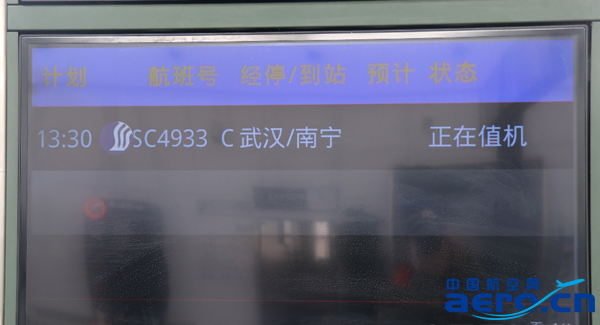 计划 航班号 经停/到站 预计 状态
13:30 SC4933 C 武汉/南宁 正在值机
中国航空网
aero.cn